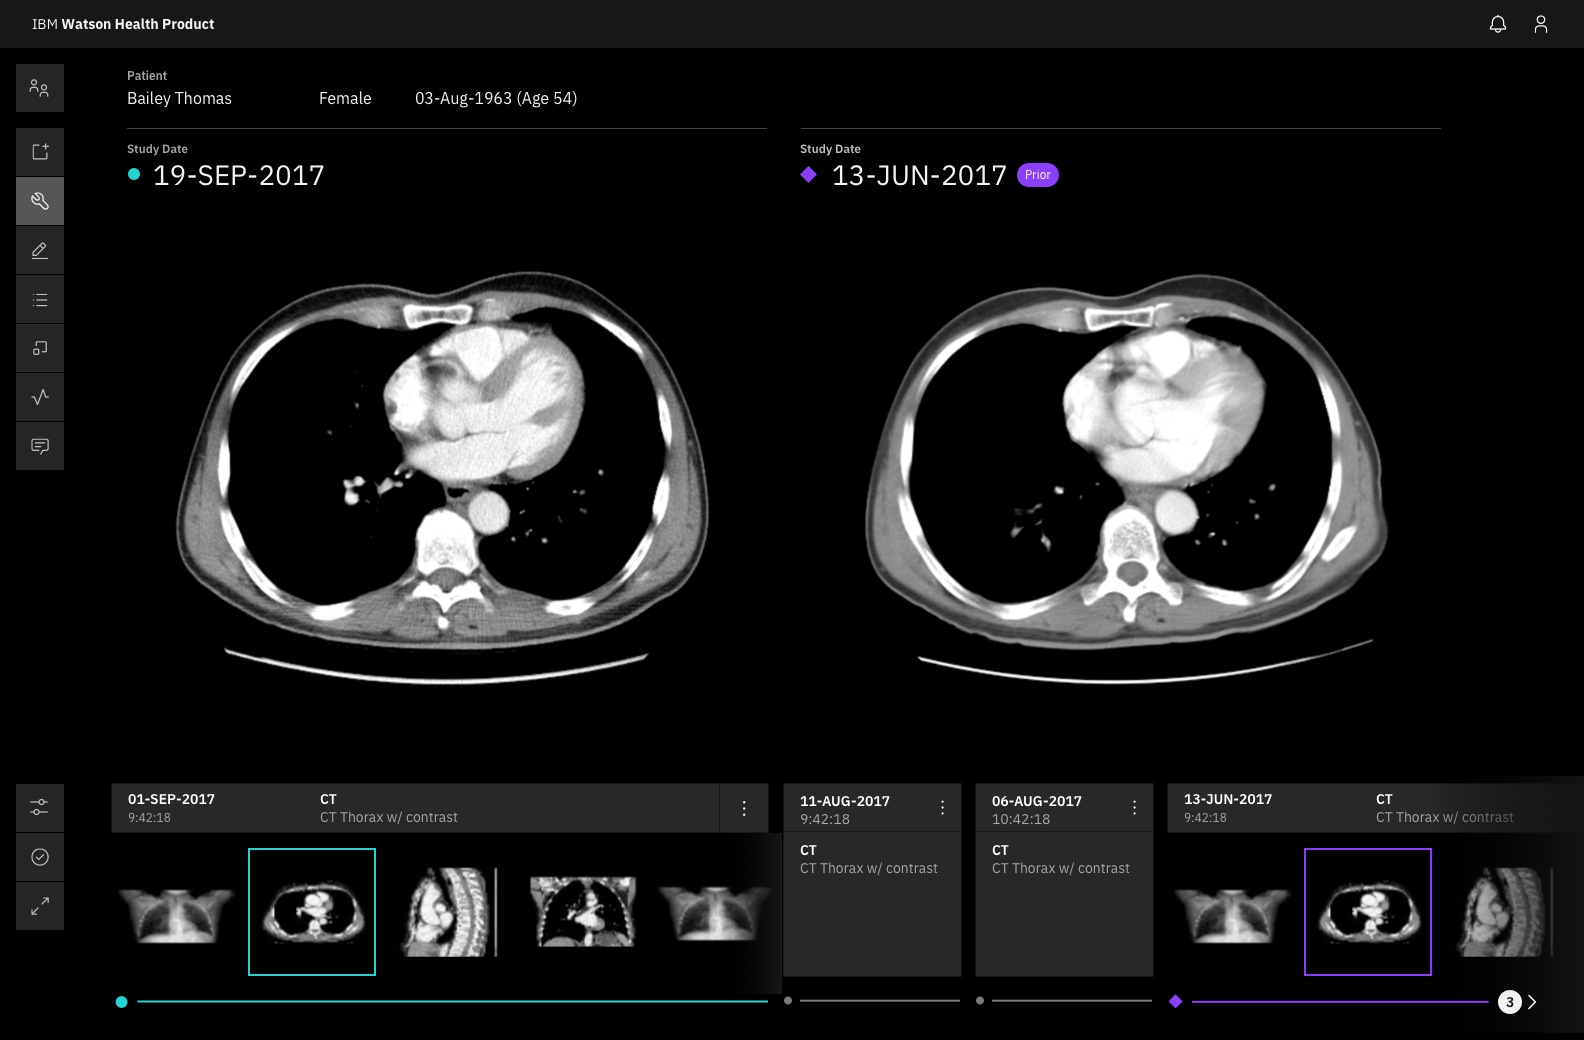 IBM Watson Health Product
Patient
Bailey Thomas Female 03-Aug-1963 (Age 54)
Study Date
19-SEP-2017
Study Date
13-JUN-2017 Prior
01-SEP-2017 CT
9:42:18 CT Thorax w/ contrast
11-AUG-2017
9:42:18
CT
CT Thorax w/ contrast
06-AUG-2017
10:42:18
CT
CT Thorax w/ contrast
13-JUN-2017 CT
9:42:18 CT Thorax w/ contrast
3